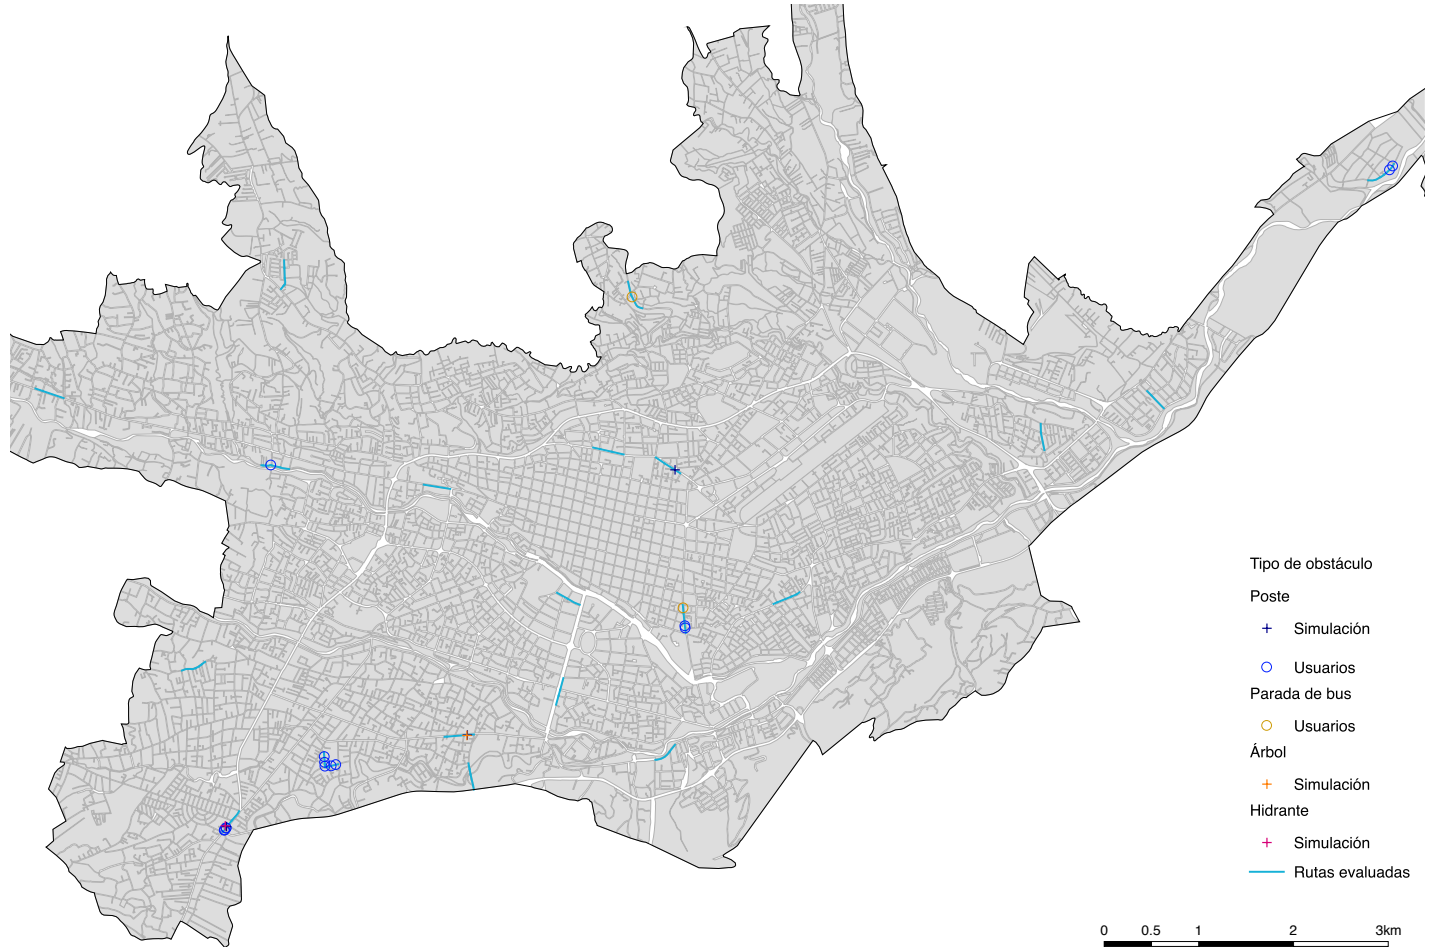 Tipo de obstáculo
Poste
Simulación
Usuarios
Parada de bus
Usuarios
Árbol
Simulación
Hidrante
Simulación
Rutas evaluadas
0 0.5 1 2 3km